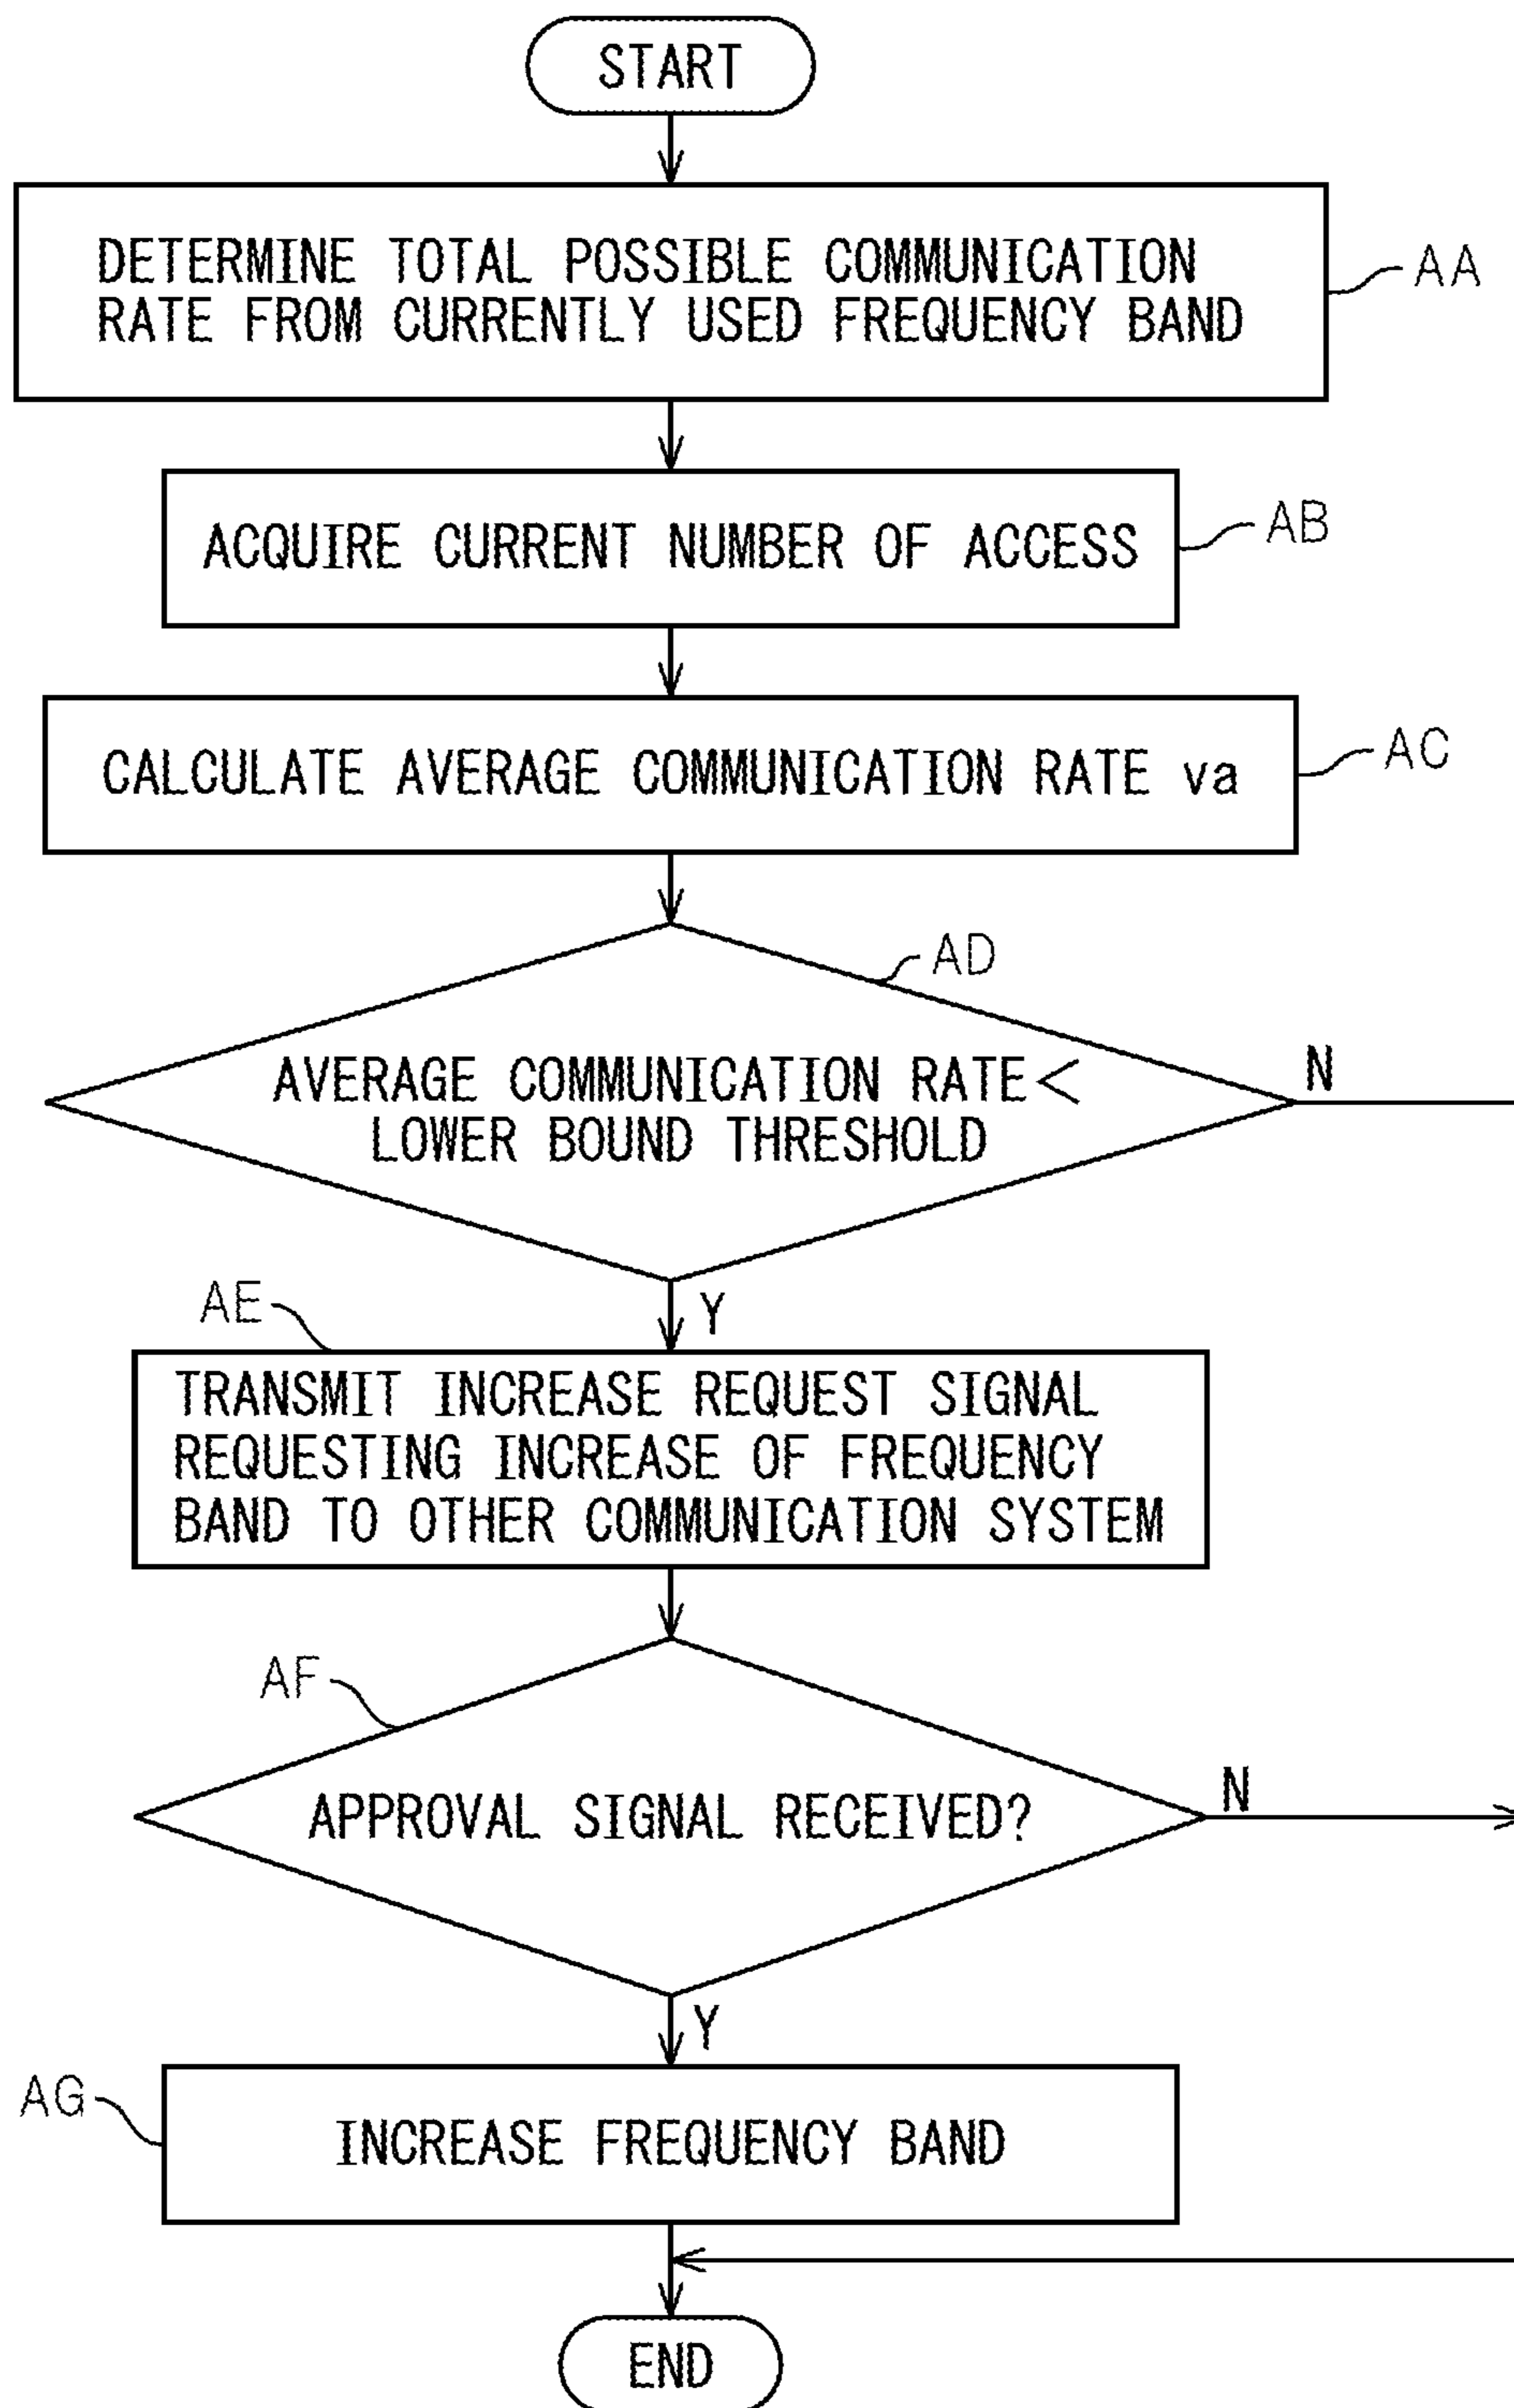 START
DETERMINE TOTAL POSSIBLE COMMUNICATION
RATE FROM CURRENTLY USED FREQUENCY BAND
AA
ACQUIRE CURRENT NUMBER OF ACCESS
AB
CALCULATE AVERAGE COMMUNICATION RATE va
AC
AD
AVERAGE COMMUNICATION RATE<
LOWER BOUND THRESHOLD
N
Y
AE
TRANSMIT INCREASE REQUEST SIGNAL
REQUESTING INCREASE OF FREQUENCY
BAND TO OTHER COMMUNICATION SYSTEM
AF
APPROVAL SIGNAL RECEIVED?
N
Y
AG
INCREASE FREQUENCY BAND
END